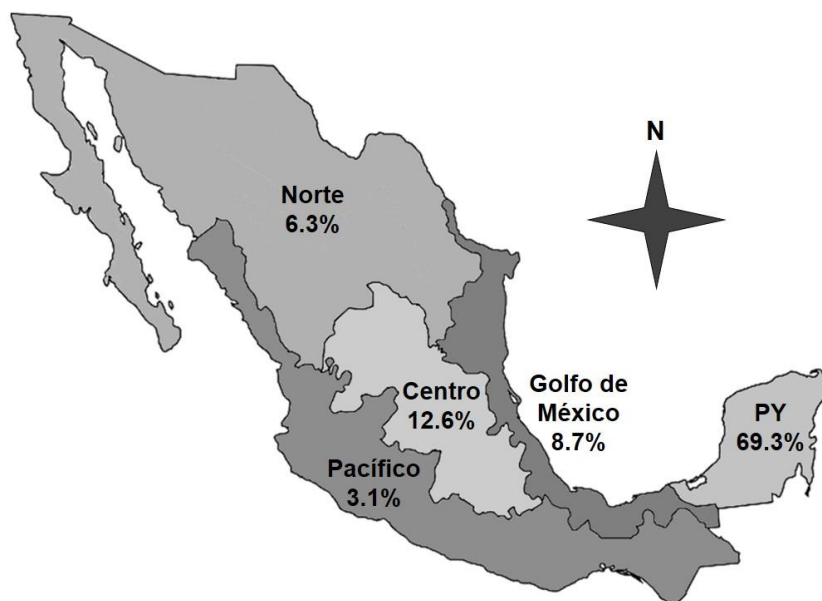 N
Norte
6.3%
Golfo de
México
8.7%
Centro
12.6%
PY
69.3%
Pacífico
3.1%